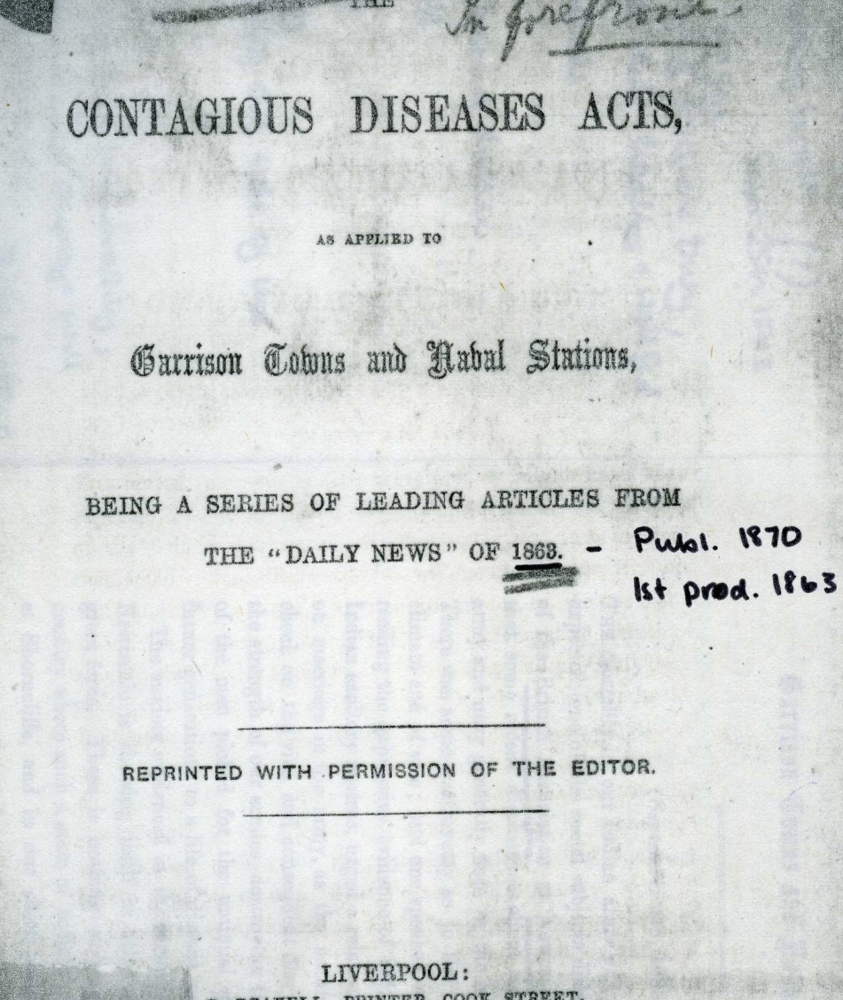 THE
In forefront.
CONTAGIOUS DISEASES ACTS,
AS APPLIED TO
Garrison Towns and Naval Stations,
BEING A SERIES OF LEADING ARTICLES FROM
THE "DAILY NEWS" OF 1863. - Publ. 1870
1st prod. 1863
REPRINTED WITH PERMISSION OF THE EDITOR.
LIVERPOOL:
PRINTER, COOK STREET.